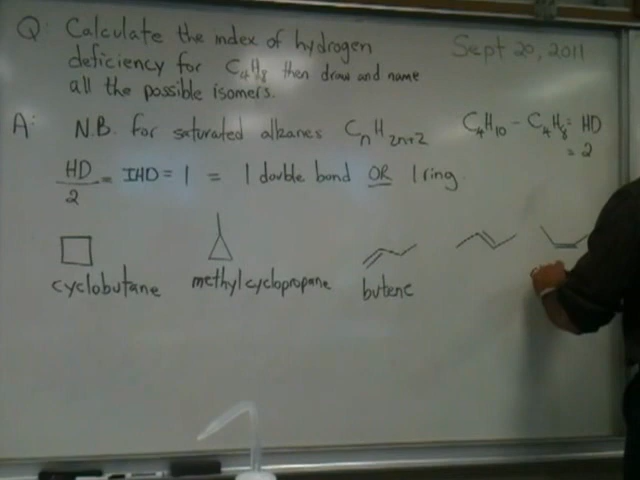 Q: Calculate the index of hydrogen
deficiency for C₄H₈ then draw and name
all the possible isomers.
Sept 20, 2011
A: N.B. for saturated alkanes CₙH₂ₙ₊₂
C₄H₁₀ - C₄H₈ = HD
= 2
HD/2 = IHD = 1 = 1 double bond OR 1 ring
cyclobutane
methylcyclopropane
butene